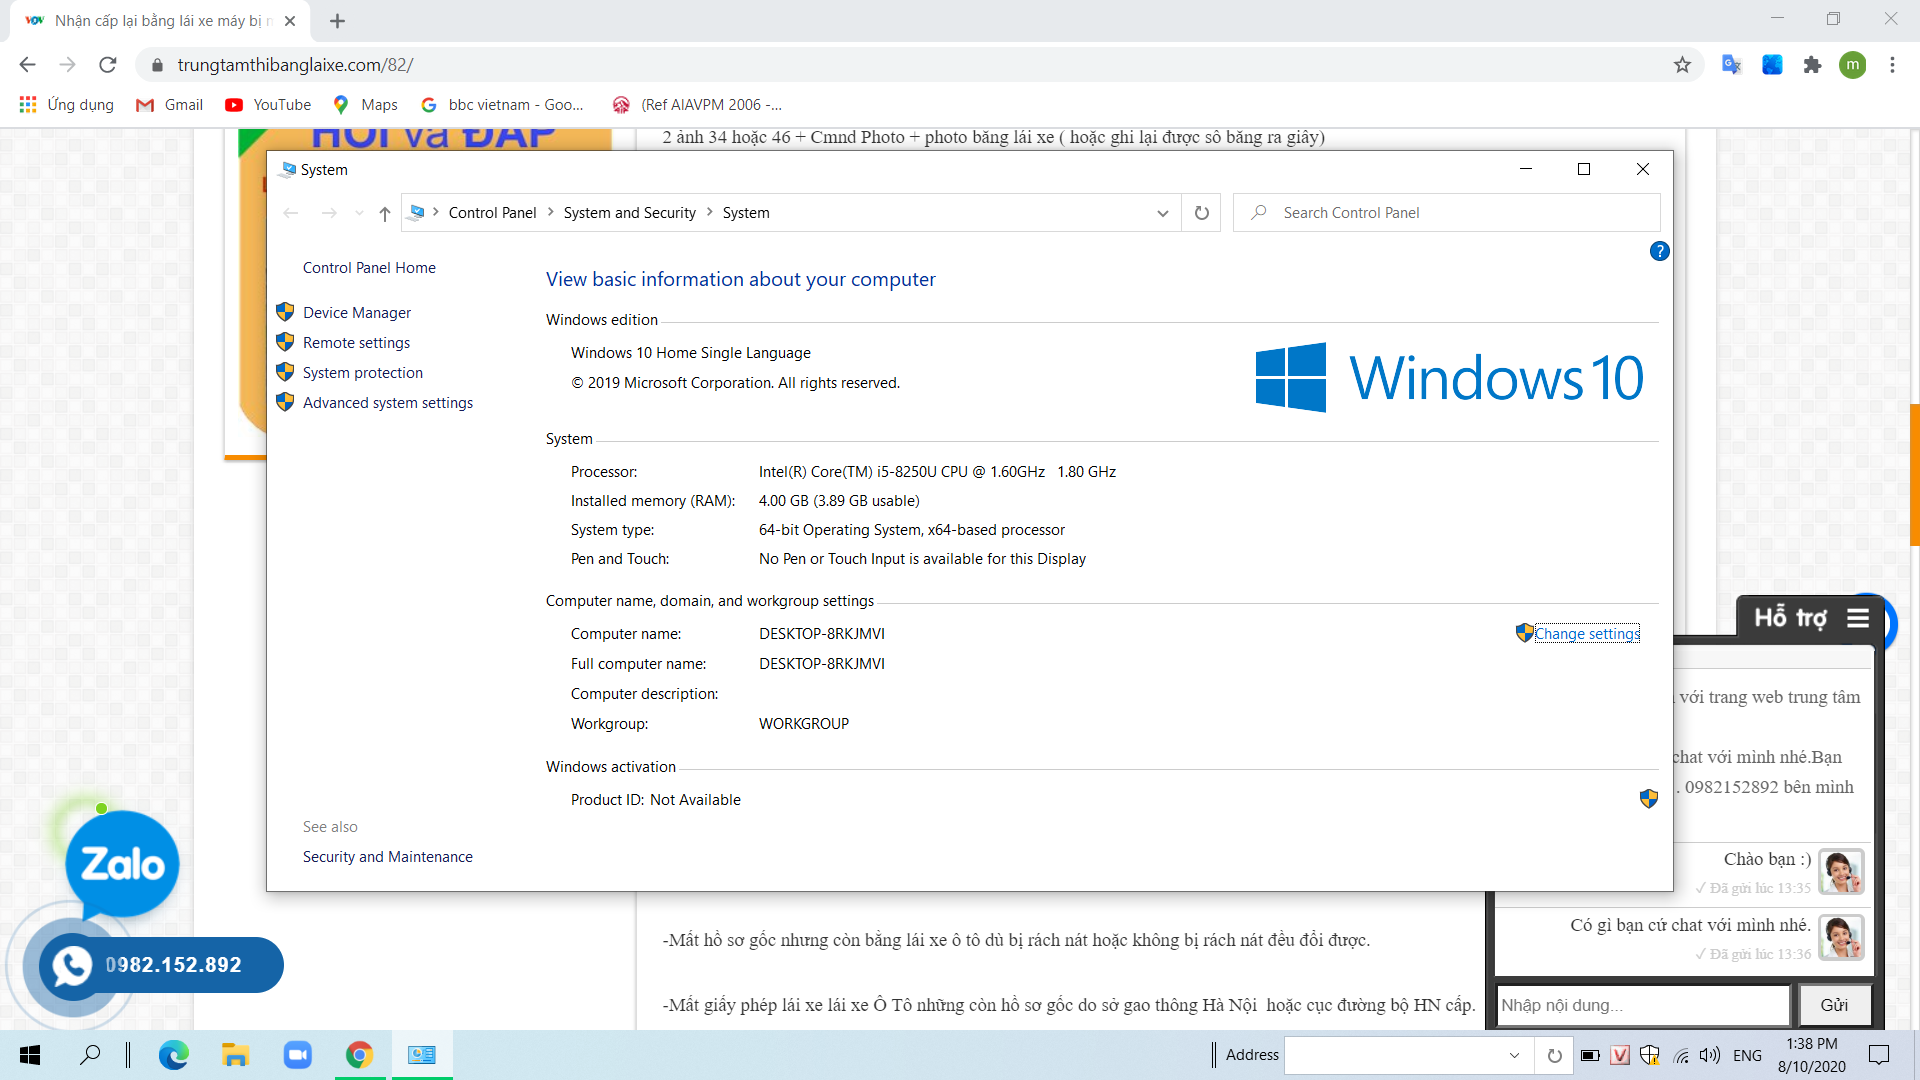 VOV Nhận cấp lại bằng lái xe máy bị
trungtamthibanglaixe.com/82/
m
Ứng dụng
Gmail
YouTube
Maps
bbc vietnam - Goo...
(Ref AIAVPM 2006 -...
HỎI và ĐÁP
2 ảnh 34 hoặc 46 + Cmnd Photo + photo bằng lái xe ( hoặc ghi lại được số bằng ra giấy)
System
Control Panel > System and Security > System
Search Control Panel
?
Control Panel Home
Device Manager
Remote settings
System protection
Advanced system settings
View basic information about your computer
Windows edition
Windows 10 Home Single Language
© 2019 Microsoft Corporation. All rights reserved.
Windows 10
System
Processor: Intel(R) Core(TM) i5-8250U CPU @ 1.60GHz 1.80 GHz
Installed memory (RAM): 4.00 GB (3.89 GB usable)
System type: 64-bit Operating System, x64-based processor
Pen and Touch: No Pen or Touch Input is available for this Display
Computer name, domain, and workgroup settings
Computer name: DESKTOP-8RKJMVI
Change settings
Full computer name: DESKTOP-8RKJMVI
Computer description:
Workgroup: WORKGROUP
Windows activation
Product ID: Not Available
See also
Security and Maintenance
Hỗ trợ
với trang web trung tâm
chat với mình nhé.Bạn
. 0982152892 bên mình
Chào bạn :)
✓ Đã gửi lúc 13:35
Có gì bạn cứ chat với mình nhé.
✓ Đã gửi lúc 13:36
Nhập nội dung...
Gửi
Zalo
0982.152.892
-Mất hồ sơ gốc nhưng còn bằng lái xe ô tô dù bị rách nát hoặc không bị rách nát đều đổi được.
-Mất giấy phép lái xe lái xe Ô Tô những còn hồ sơ gốc do sở gao thông Hà Nội hoặc cục đường bộ HN cấp.
Address
V
ENG
1:38 PM
8/10/2020